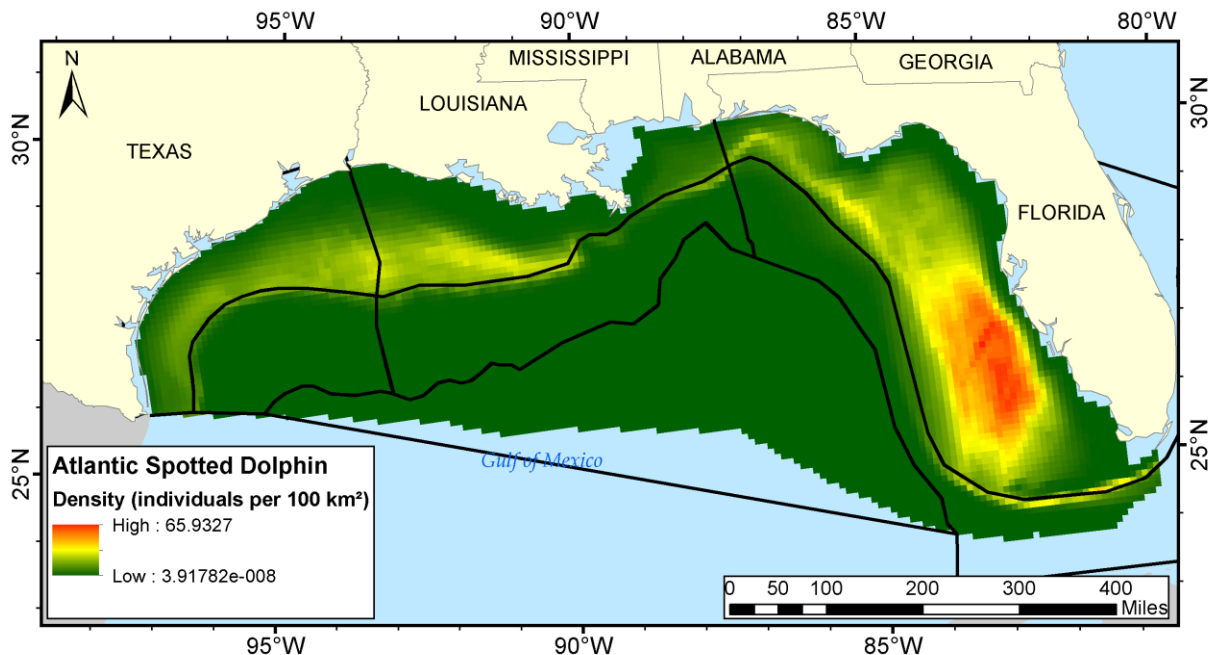 95°W 90°W 85°W 80°W
N
MISSISSIPPI ALABAMA GEORGIA
LOUISIANA
TEXAS
30°N 30°N
FLORIDA
25°N 25°N
Gulf of Mexico
Atlantic Spotted Dolphin
Density (individuals per 100 km²)
High : 65.9327
Low : 3.91782e-008
0 50 100 200 300 400
Miles
95°W 90°W 85°W